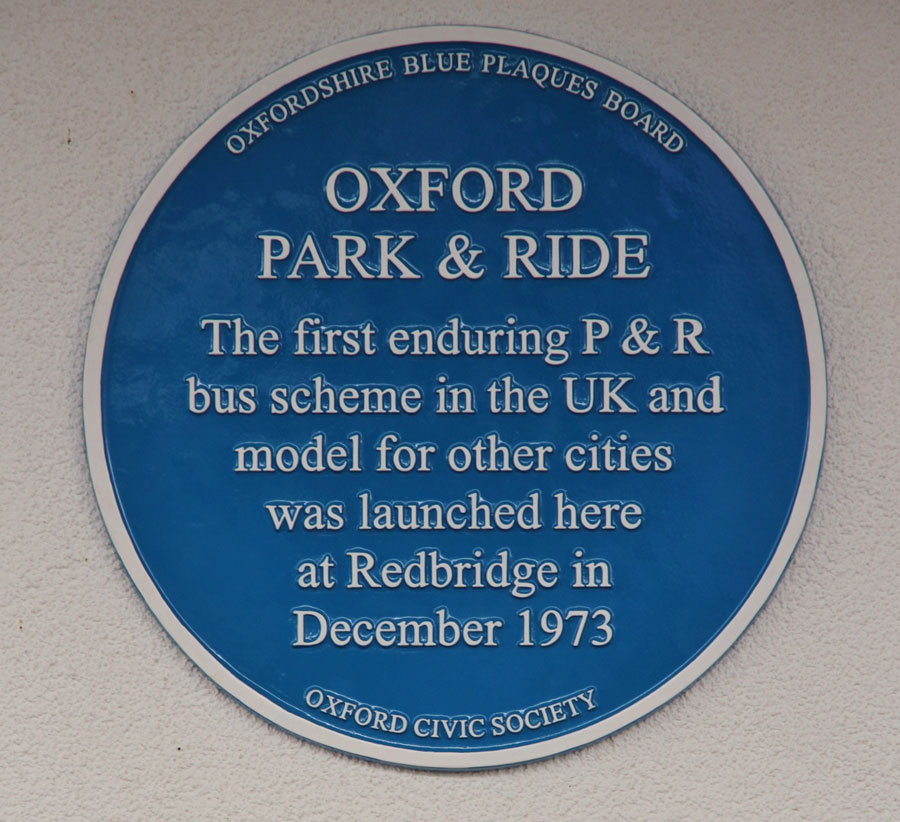 OXFORDSHIRE BLUE PLAQUES BOARD
OXFORD
PARK & RIDE
The first enduring P & R
bus scheme in the UK and
model for other cities
was launched here
at Redbridge in
December 1973
OXFORD CIVIC SOCIETY